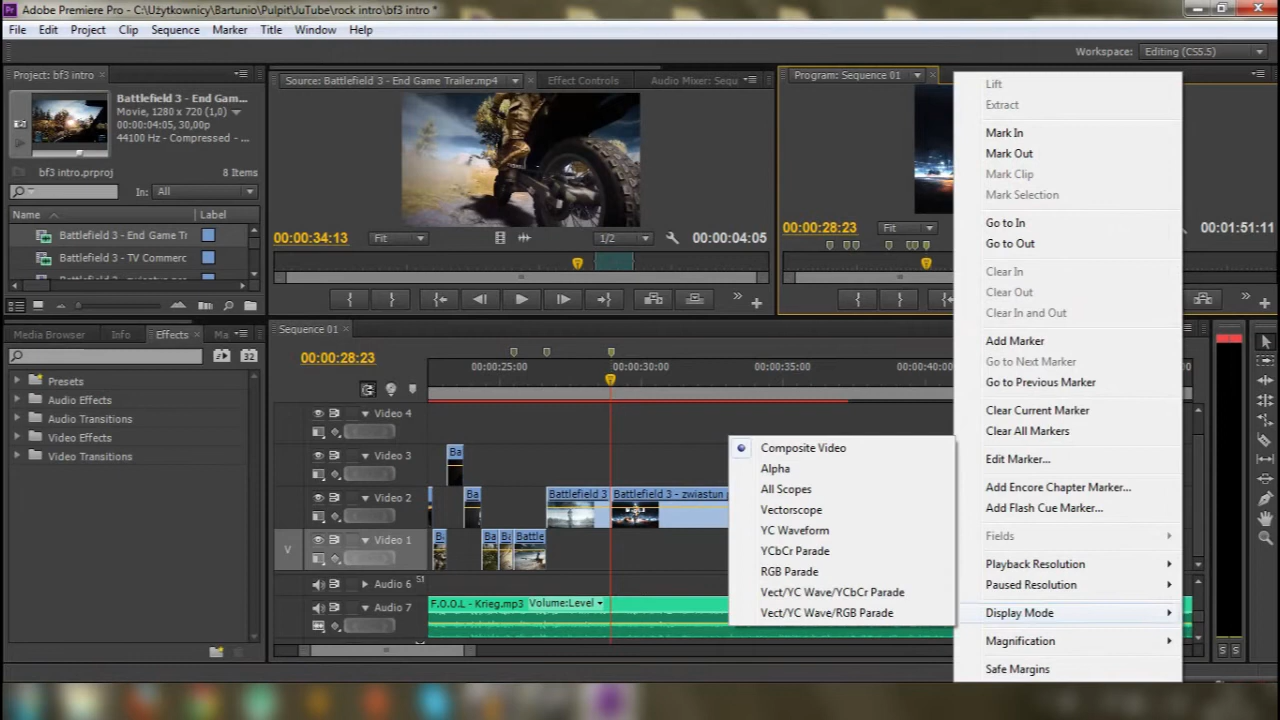 Adobe Premiere Pro - C:\Użytkownicy\Bartunio\Pulpit\JuTube\rock intro\bf3 intro *
File Edit Project Clip Sequence Marker Title Window Help
Workspace: Editing (CS5.5)
Project: bf3 intro
Battlefield 3 - End Gam...
Movie, 1280 x 720 (1,0)
00:00:04:05, 30,00p
44100 Hz - Compressed - ...
bf3 intro.prproj 8 Items
In: All
Name Label
Battlefield 3 - End Game Tr
Battlefield 3 - TV Commerc
Source: Battlefield 3 - End Game Trailer.mp4 Effect Controls Audio Mixer: Seque
00:00:34:13 Fit 1/2 00:00:04:05
Program: Sequence 01
00:00:28:23 Fit 00:01:51:11
Media Browser Info Effects Ma
32
Presets
Audio Effects
Audio Transitions
Video Effects
Video Transitions
Sequence 01
00:00:28:23
00:00:25:00 00:00:30:00 00:00:35:00 00:00:40:00
Video 4
Video 3
Ba
Video 2
Ba Battlefield 3 Battlefield 3 - zwiastun
V Video 1
Ba Ba Battle
Audio 6 S1
Audio 7
F.O.O.L - Krieg.mp3 Volume:Level
Composite Video
Alpha
All Scopes
Vectorscope
YC Waveform
YCbCr Parade
RGB Parade
Vect/YC Wave/YCbCr Parade
Vect/YC Wave/RGB Parade
Lift
Extract
Mark In
Mark Out
Mark Clip
Mark Selection
Go to In
Go to Out
Clear In
Clear Out
Clear In and Out
Add Marker
Go to Next Marker
Go to Previous Marker
Clear Current Marker
Clear All Markers
Edit Marker...
Add Encore Chapter Marker...
Add Flash Cue Marker...
Fields
Playback Resolution
Paused Resolution
Display Mode
Magnification
Safe Margins
S S